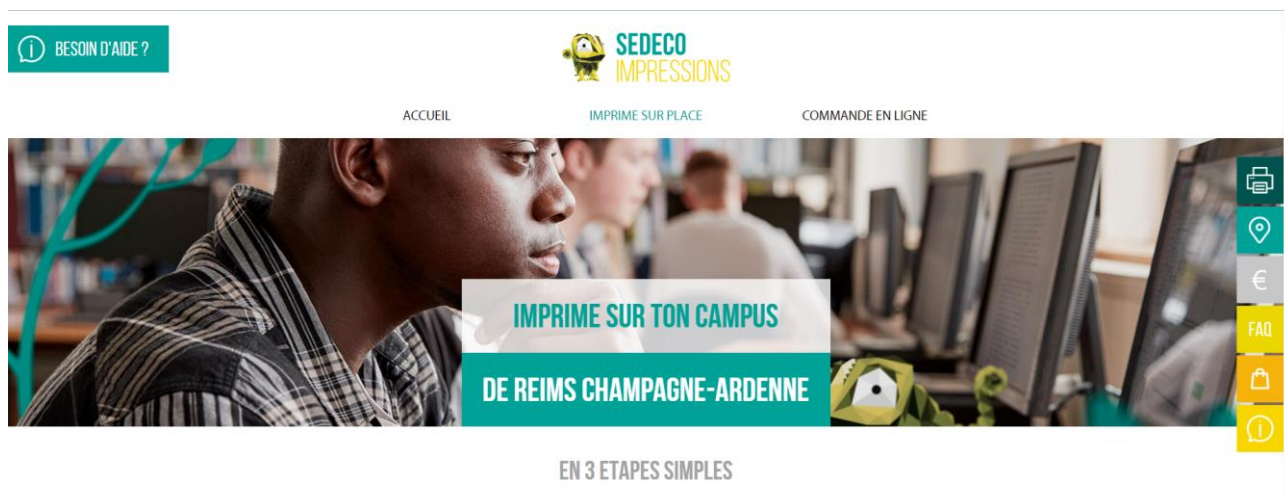 BESOIN D'AIDE ?
SEDECO
IMPRESSIONS
ACCUEIL
IMPRIME SUR PLACE
COMMANDE EN LIGNE
IMPRIME SUR TON CAMPUS
DE REIMS CHAMPAGNE-ARDENNE
€
FAQ
EN 3 ETAPES SIMPLES